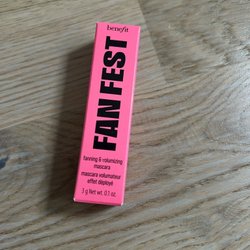 benefit
FAN FEST
fanning & volumizing
mascara
mascara volumateur
effet déployé
3 g Net wt. 0.1 oz.